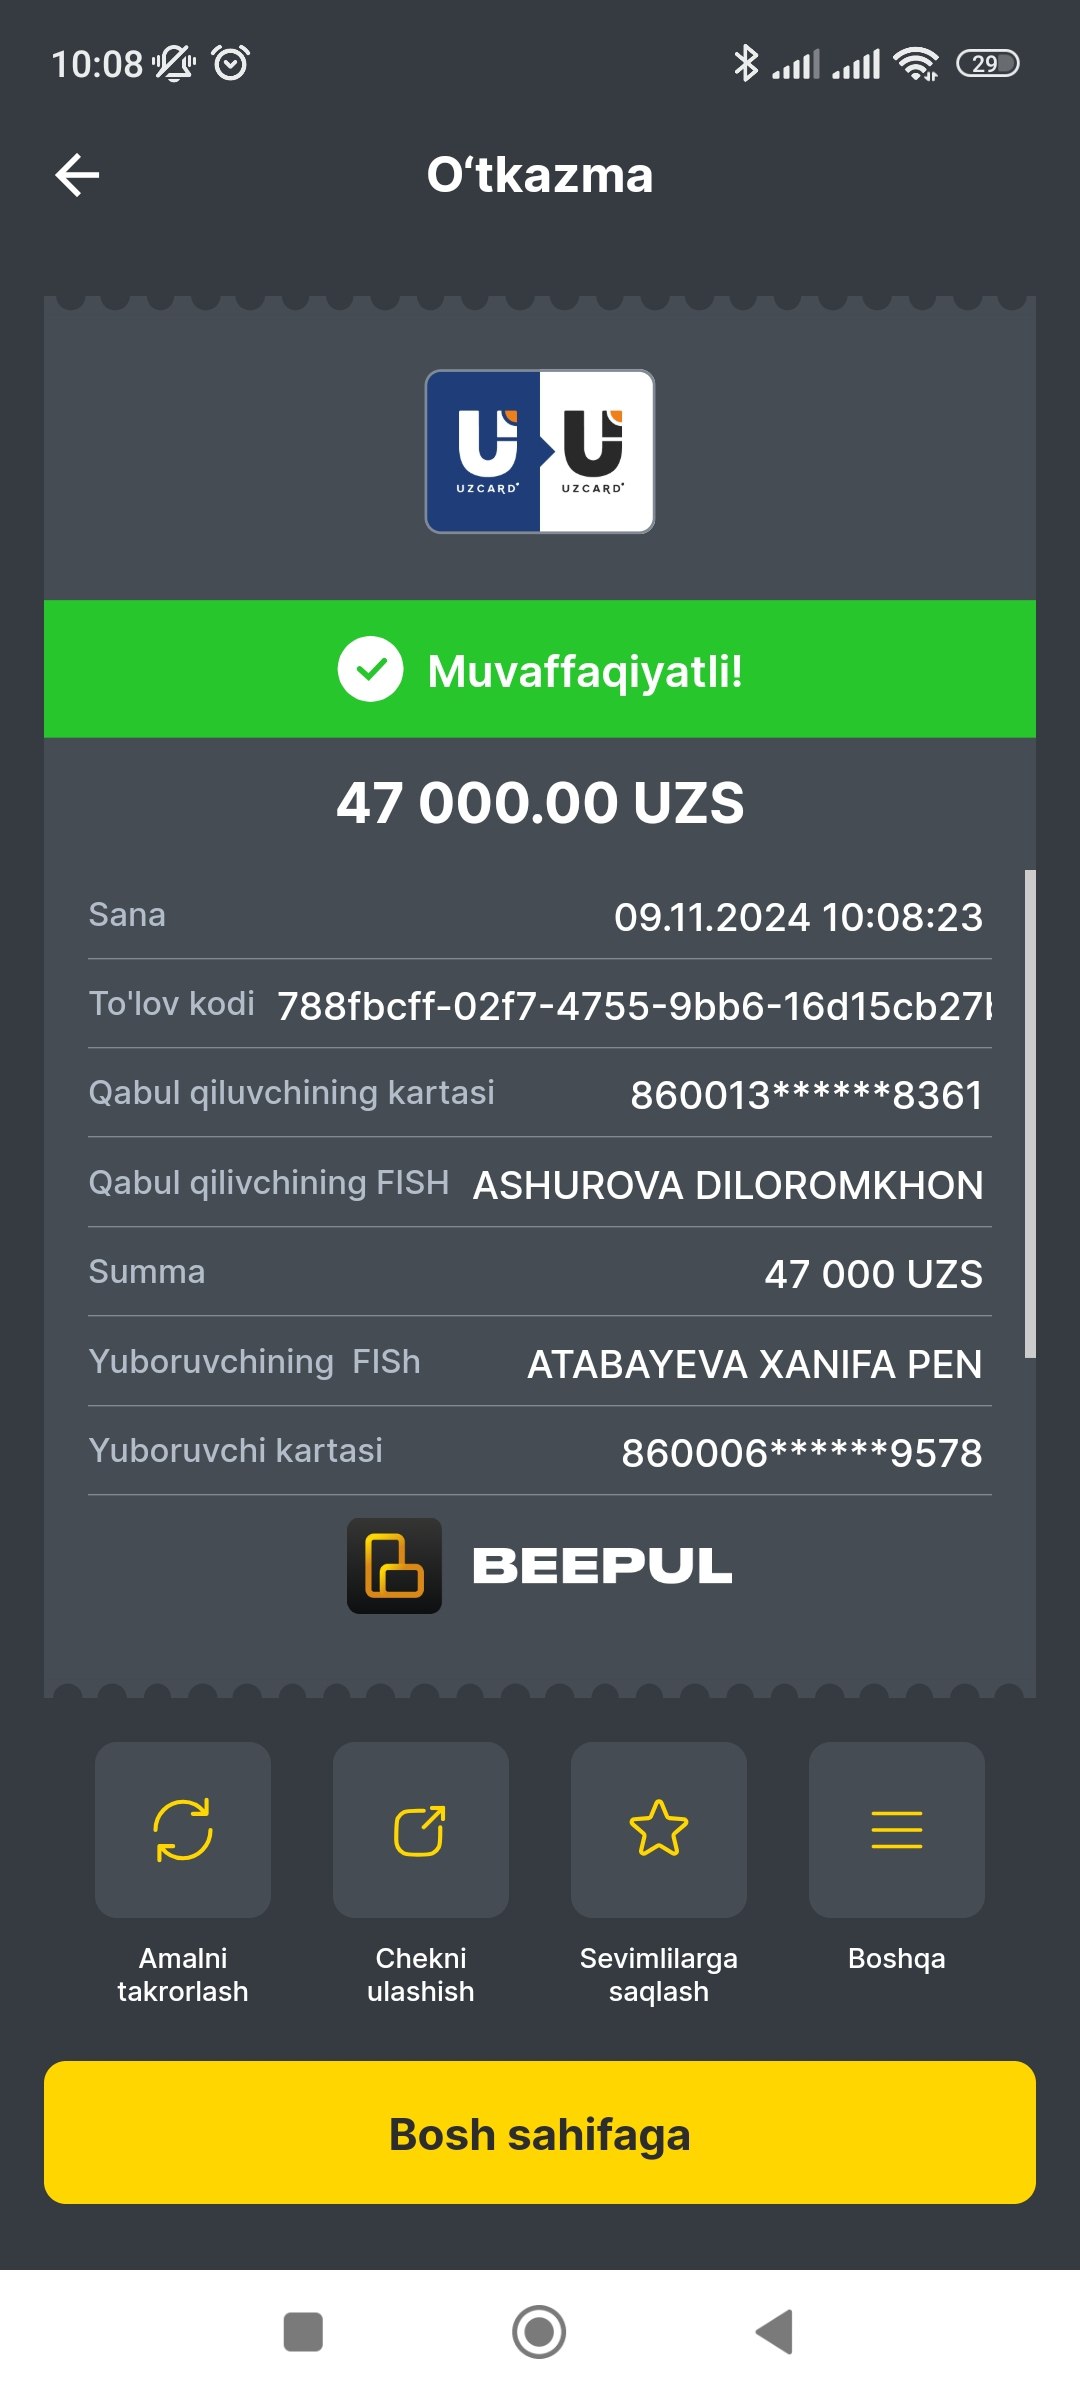 10:08
29
O‘tkazma
UZCARD UZCARD
Muvaffaqiyatli!
47 000.00 UZS
Sana 09.11.2024 10:08:23
To'lov kodi 788fbcff-02f7-4755-9bb6-16d15cb27
Qabul qiluvchining kartasi 860013******8361
Qabul qilivchining FISH ASHUROVA DILOROMKHON
Summa 47 000 UZS
Yuboruvchining FISh ATABAYEVA XANIFA PEN
Yuboruvchi kartasi 860006******9578
BEEPUL
Amalni takrorlash
Chekni ulashish
Sevimlilarga saqlash
Boshqa
Bosh sahifaga